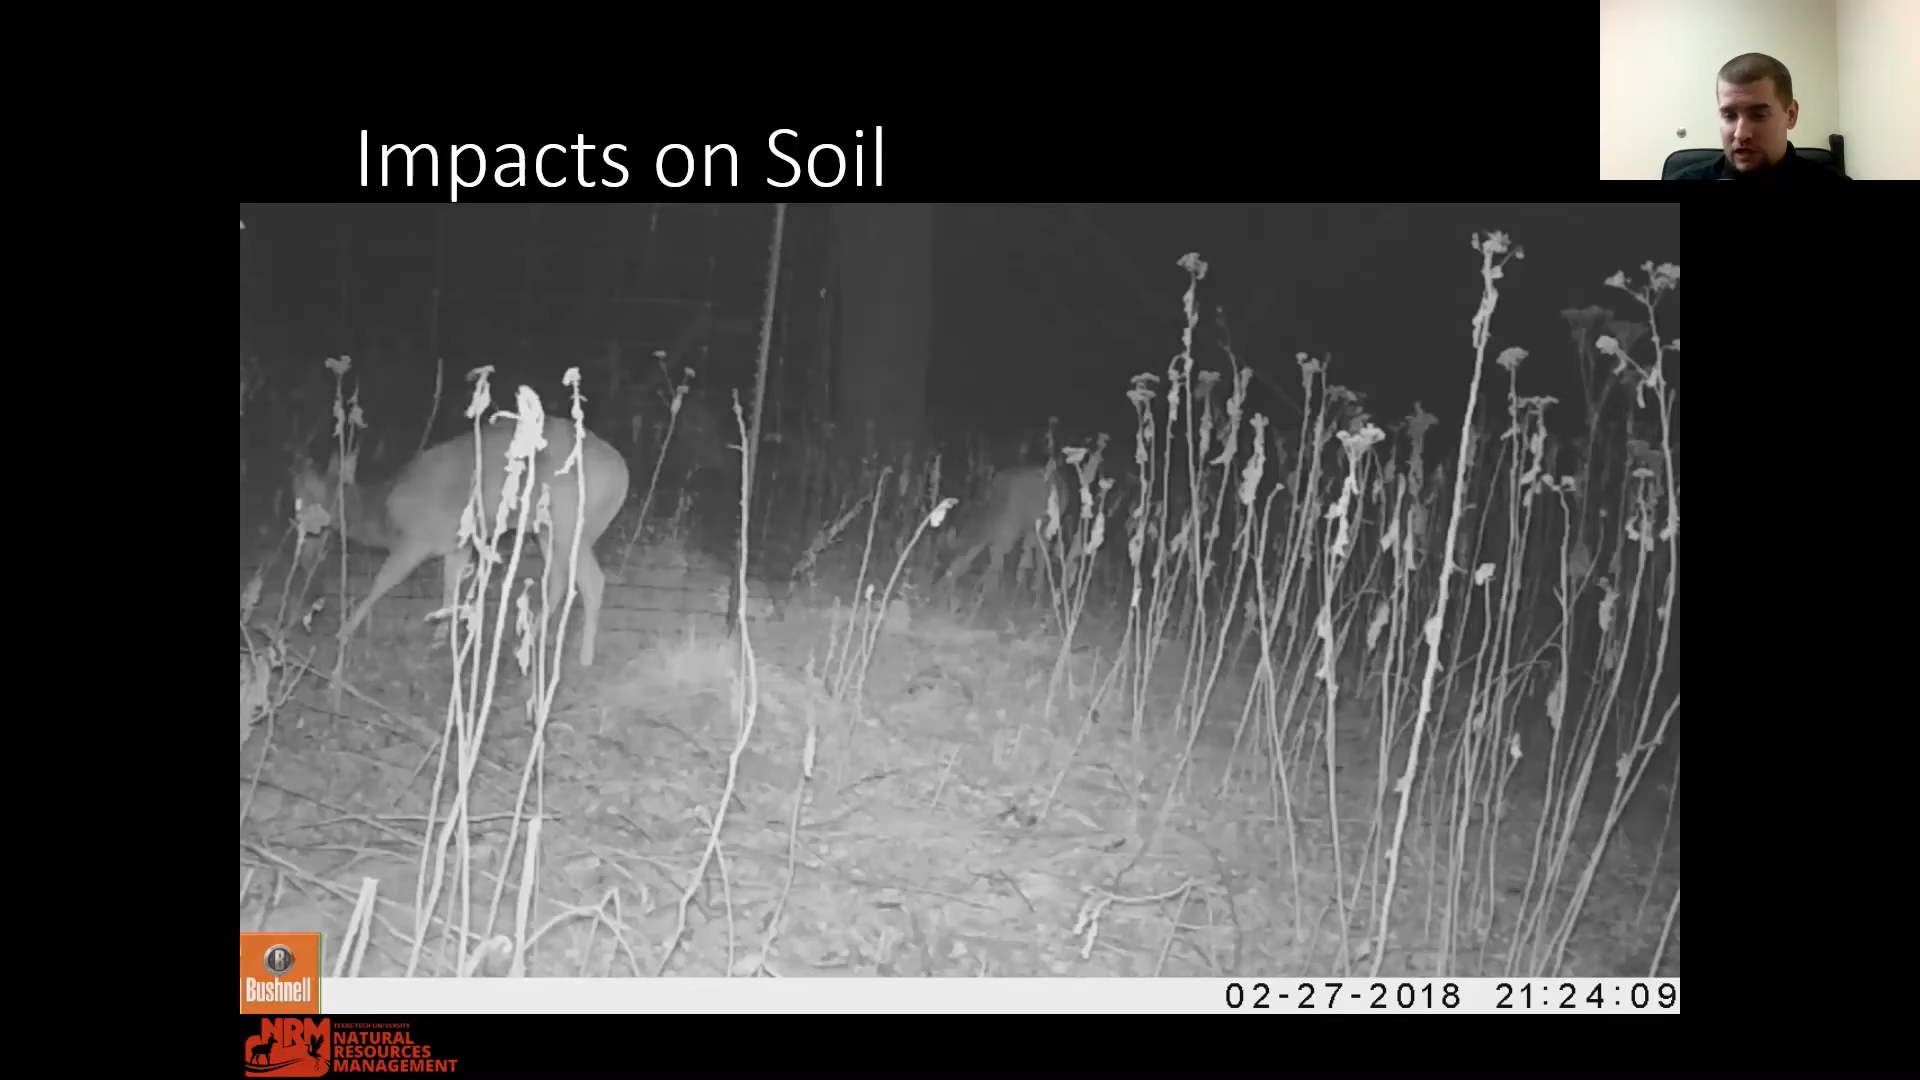 Impacts on Soil
B
Bushnell
02-27-2018 21:24:09
NRM
TEXAS TECH UNIVERSITY
NATURAL
RESOURCES
MANAGEMENT